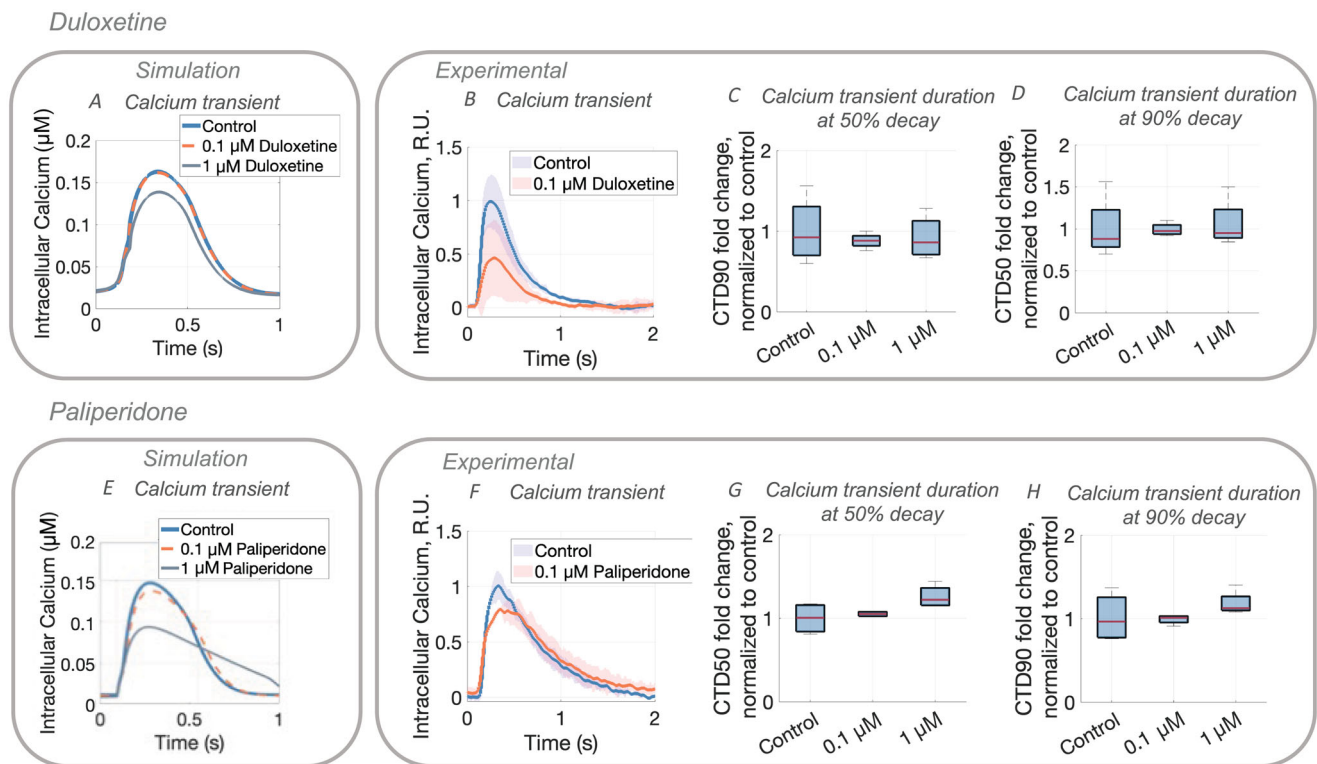 Duloxetine
Simulation
A Calcium transient
Intracellular Calcium (µM)
Control
0.1 µM Duloxetine
1 µM Duloxetine
0.2
0.15
0.1
0.05
0
0 0.5 1
Time (s)
Experimental
B Calcium transient
Intracellular Calcium, R.U.
Control
0.1 µM Duloxetine
1.5
1
0.5
0
0 1 2
Time (s)
C Calcium transient duration
at 50% decay
CTD90 fold change,
normalized to control
2
1
0
Control 0.1 µM 1 µM
D Calcium transient duration
at 90% decay
CTD50 fold change,
normalized to control
2
1.5
1
0.5
0
Control 0.1 µM 1 µM
Paliperidone
Simulation
E Calcium transient
Intracellular Calcium (µM)
Control
0.1 µM Paliperidone
1 µM Paliperidone
0.2
0.15
0.1
0.05
0
0 0.5 1
Time (s)
Experimental
F Calcium transient
Intracellular Calcium, R.U.
Control
0.1 µM Paliperidone
1.5
1
0.5
0
0 1 2
Time (s)
G Calcium transient duration
at 50% decay
CTD50 fold change,
normalized to control
2
1
0
Control 0.1 µM 1 µM
H Calcium transient duration
at 90% decay
CTD90 fold change,
normalized to control
2
1
0
Control 0.1 µM 1 µM